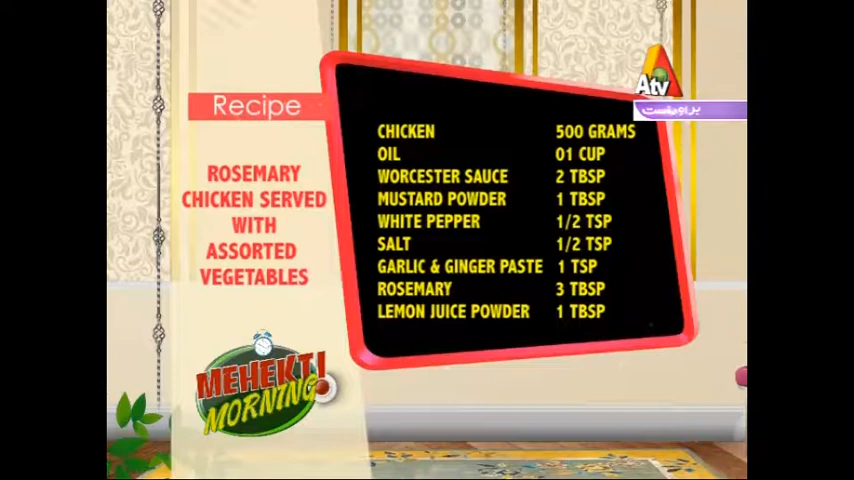 Atv
براہ راست
Recipe
ROSEMARY
CHICKEN SERVED
WITH
ASSORTED
VEGETABLES
CHICKEN 500 GRAMS
OIL 01 CUP
WORCESTER SAUCE 2 TBSP
MUSTARD POWDER 1 TBSP
WHITE PEPPER 1/2 TSP
SALT 1/2 TSP
GARLIC & GINGER PASTE 1 TSP
ROSEMARY 3 TBSP
LEMON JUICE POWDER 1 TBSP
MEHEKTI
MORNING